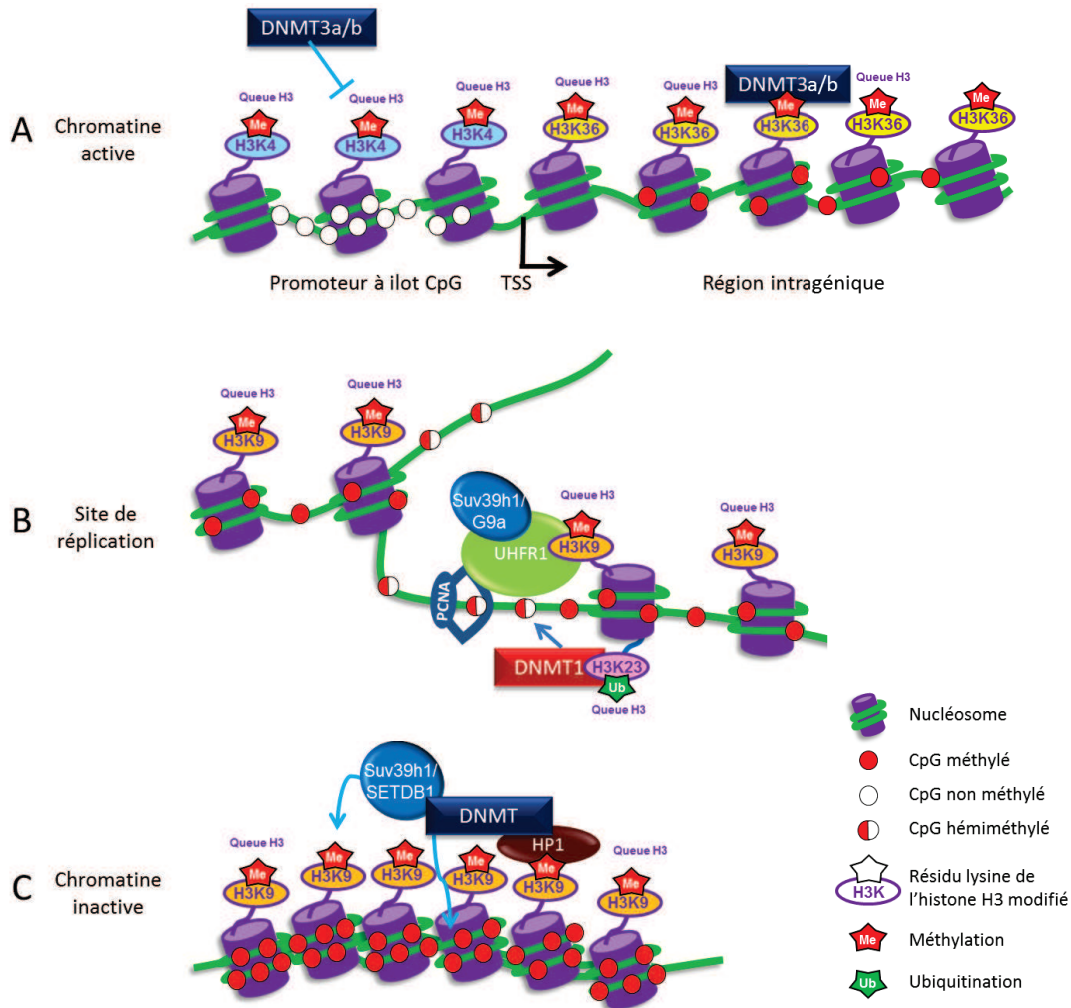 DNMT3a/b
Queue H3
Queue H3
Queue H3
Queue H3
Queue H3
DNMT3a/b
Queue H3
Me
Me
Me
Me
Me
Me
Me
Me
H3K4
H3K4
H3K4
H3K36
H3K36
H3K36
H3K36
H3K36
A
Chromatine
active
Promoteur à ilot CpG
TSS
Région intragénique
Queue H3
Queue H3
Me
Me
H3K9
H3K9
B
Site de
réplication
Suv39h1/
G9a
UHFR1
Queue H3
Me
H3K9
Queue H3
Me
H3K9
PCNA
DNMT1
H3K23
Ub
Queue H3
C
Chromatine
inactive
Suv39h1/
SETDB1
DNMT
HP1
Queue H3
Queue H3
Me
Me
Me
Me
Me
Me
H3K9
H3K9
H3K9
H3K9
H3K9
H3K9
Nucléosome
CpG méthylé
CpG non méthylé
CpG hémiméthylé
H3K
Résidu lysine de
l'histone H3 modifié
Me
Méthylation
Ub
Ubiquitination